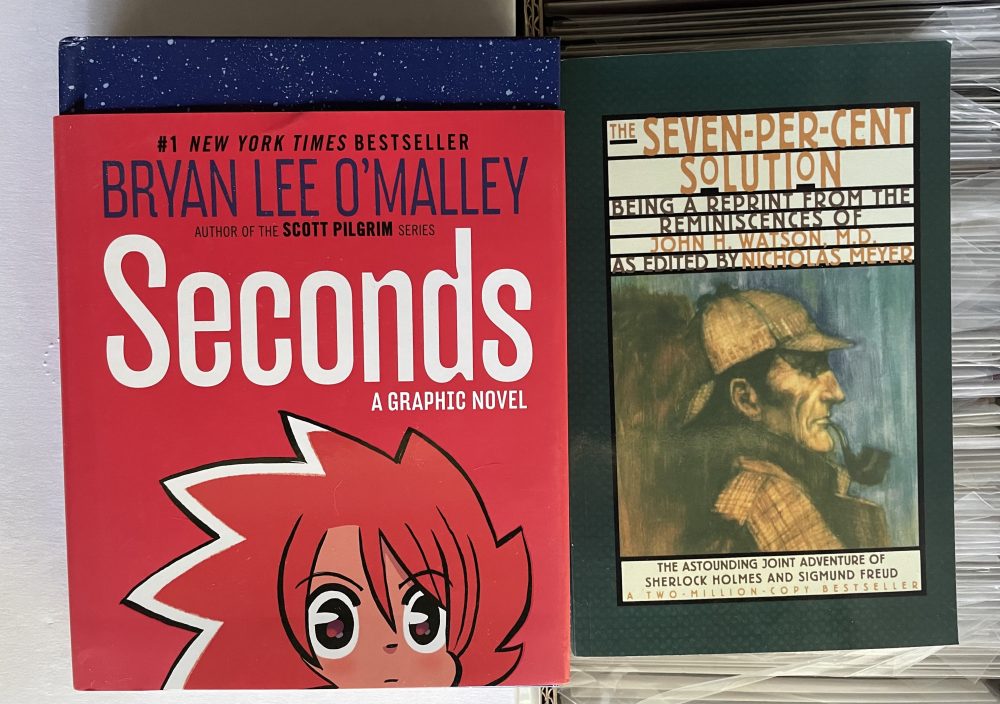 #1 NEW YORK TIMES BESTSELLER
BRYAN LEE O'MALLEY
AUTHOR OF THE SCOTT PILGRIM SERIES
Seconds
A GRAPHIC NOVEL
THE SEVEN-PER-CENT
SOLUTION
BEING A REPRINT FROM THE
REMINISCENCES OF
JOHN H. WATSON, M.D.
AS EDITED BY NICHOLAS MEYER
THE ASTOUNDING JOINT ADVENTURE OF
SHERLOCK HOLMES AND SIGMUND FREUD
A TWO-MILLION-COPY BESTSELLER